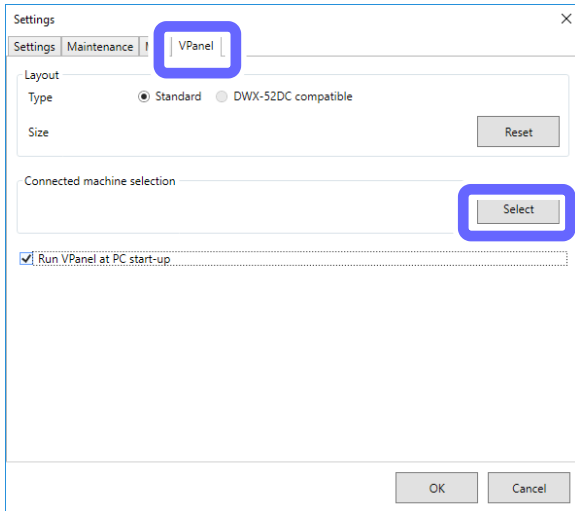 Settings
Settings Maintenance VPanel
Layout
Type Standard DWX-52DC compatible
Size Reset
Connected machine selection
Select
Run VPanel at PC start-up
OK Cancel